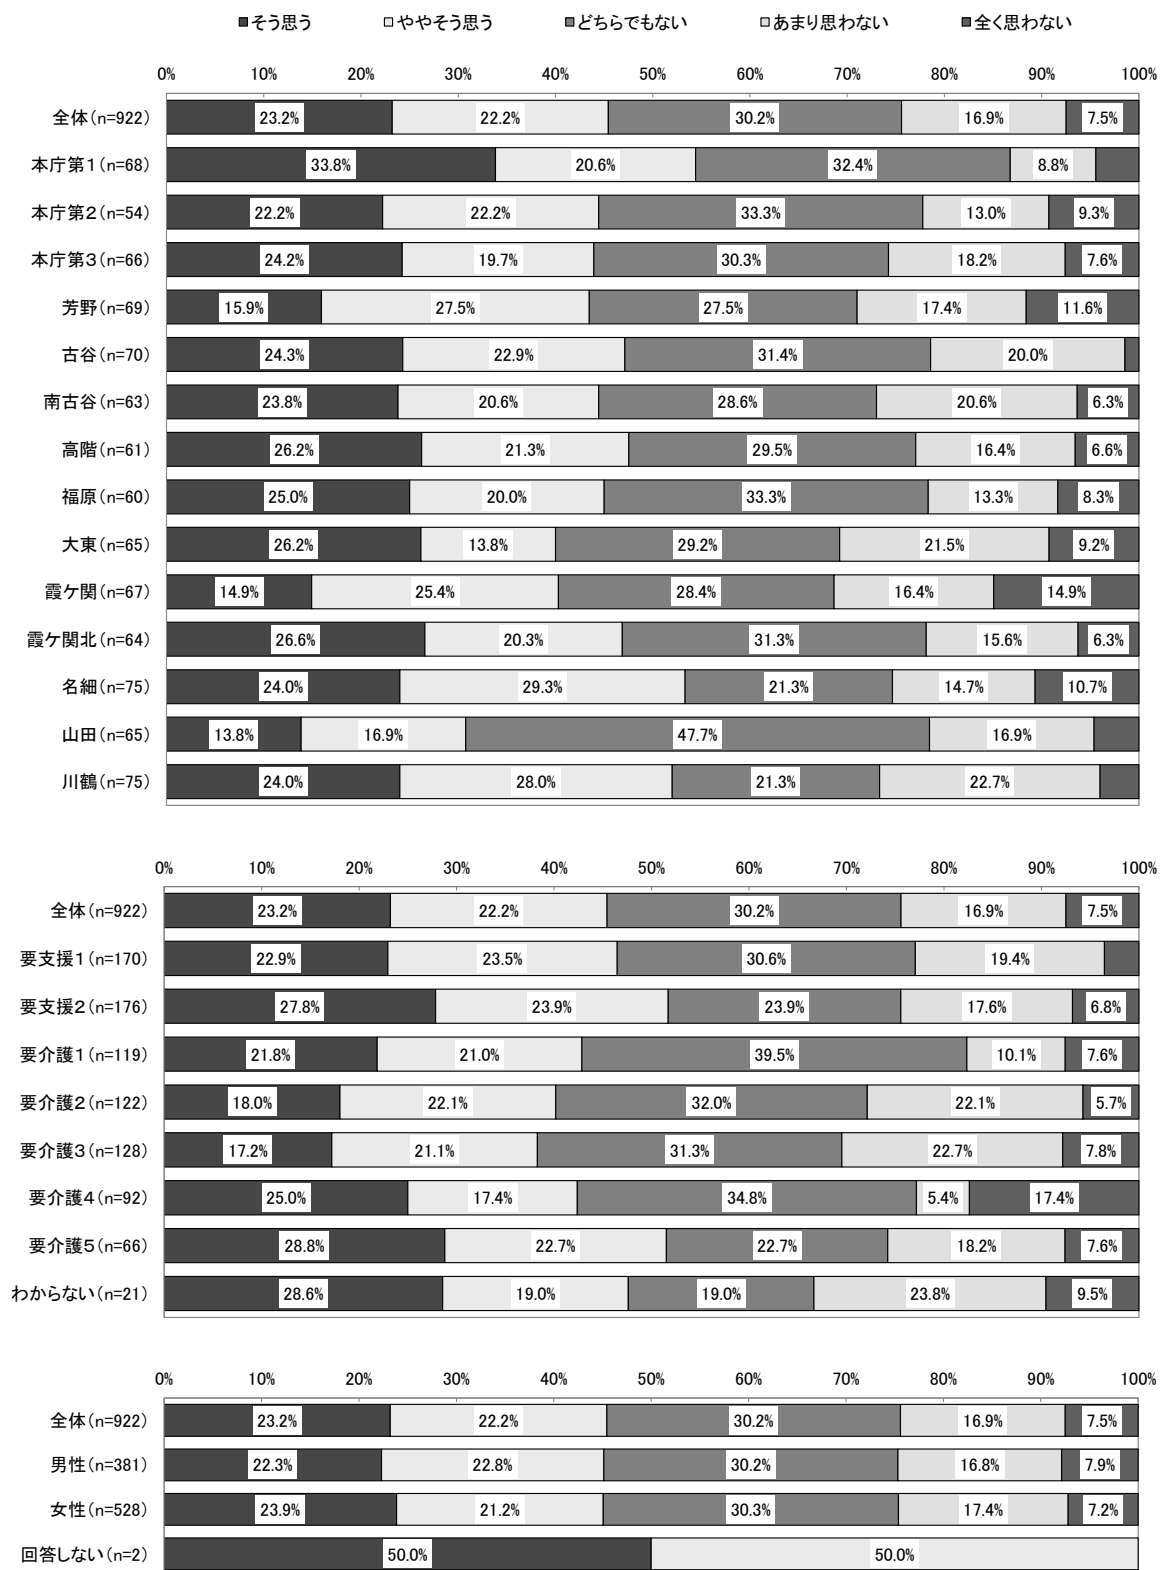 ■そう思う □ややそう思う ■どちらでもない □あまり思わない ■全く思わない
0% 10% 20% 30% 40% 50% 60% 70% 80% 90% 100%
全体(n=922) 23.2% 22.2% 30.2% 16.9% 7.5%
本庁第1(n=68) 33.8% 20.6% 32.4% 8.8%
本庁第2(n=54) 22.2% 22.2% 33.3% 13.0% 9.3%
本庁第3(n=66) 24.2% 19.7% 30.3% 18.2% 7.6%
芳野(n=69) 15.9% 27.5% 27.5% 17.4% 11.6%
古谷(n=70) 24.3% 22.9% 31.4% 20.0%
南古谷(n=63) 23.8% 20.6% 28.6% 20.6% 6.3%
高階(n=61) 26.2% 21.3% 29.5% 16.4% 6.6%
福原(n=60) 25.0% 20.0% 33.3% 13.3% 8.3%
大東(n=65) 26.2% 13.8% 29.2% 21.5% 9.2%
霞ケ関(n=67) 14.9% 25.4% 28.4% 16.4% 14.9%
霞ケ関北(n=64) 26.6% 20.3% 31.3% 15.6% 6.3%
名細(n=75) 24.0% 29.3% 21.3% 14.7% 10.7%
山田(n=65) 13.8% 16.9% 47.7% 16.9%
川鶴(n=75) 24.0% 28.0% 21.3% 22.7%
0% 10% 20% 30% 40% 50% 60% 70% 80% 90% 100%
全体(n=922) 23.2% 22.2% 30.2% 16.9% 7.5%
要支援1(n=170) 22.9% 23.5% 30.6% 19.4%
要支援2(n=176) 27.8% 23.9% 23.9% 17.6% 6.8%
要介護1(n=119) 21.8% 21.0% 39.5% 10.1% 7.6%
要介護2(n=122) 18.0% 22.1% 32.0% 22.1% 5.7%
要介護3(n=128) 17.2% 21.1% 31.3% 22.7% 7.8%
要介護4(n=92) 25.0% 17.4% 34.8% 5.4% 17.4%
要介護5(n=66) 28.8% 22.7% 22.7% 18.2% 7.6%
わからない(n=21) 28.6% 19.0% 19.0% 23.8% 9.5%
0% 10% 20% 30% 40% 50% 60% 70% 80% 90% 100%
全体(n=922) 23.2% 22.2% 30.2% 16.9% 7.5%
男性(n=381) 22.3% 22.8% 30.2% 16.8% 7.9%
女性(n=528) 23.9% 21.2% 30.3% 17.4% 7.2%
回答しない(n=2) 50.0% 50.0%